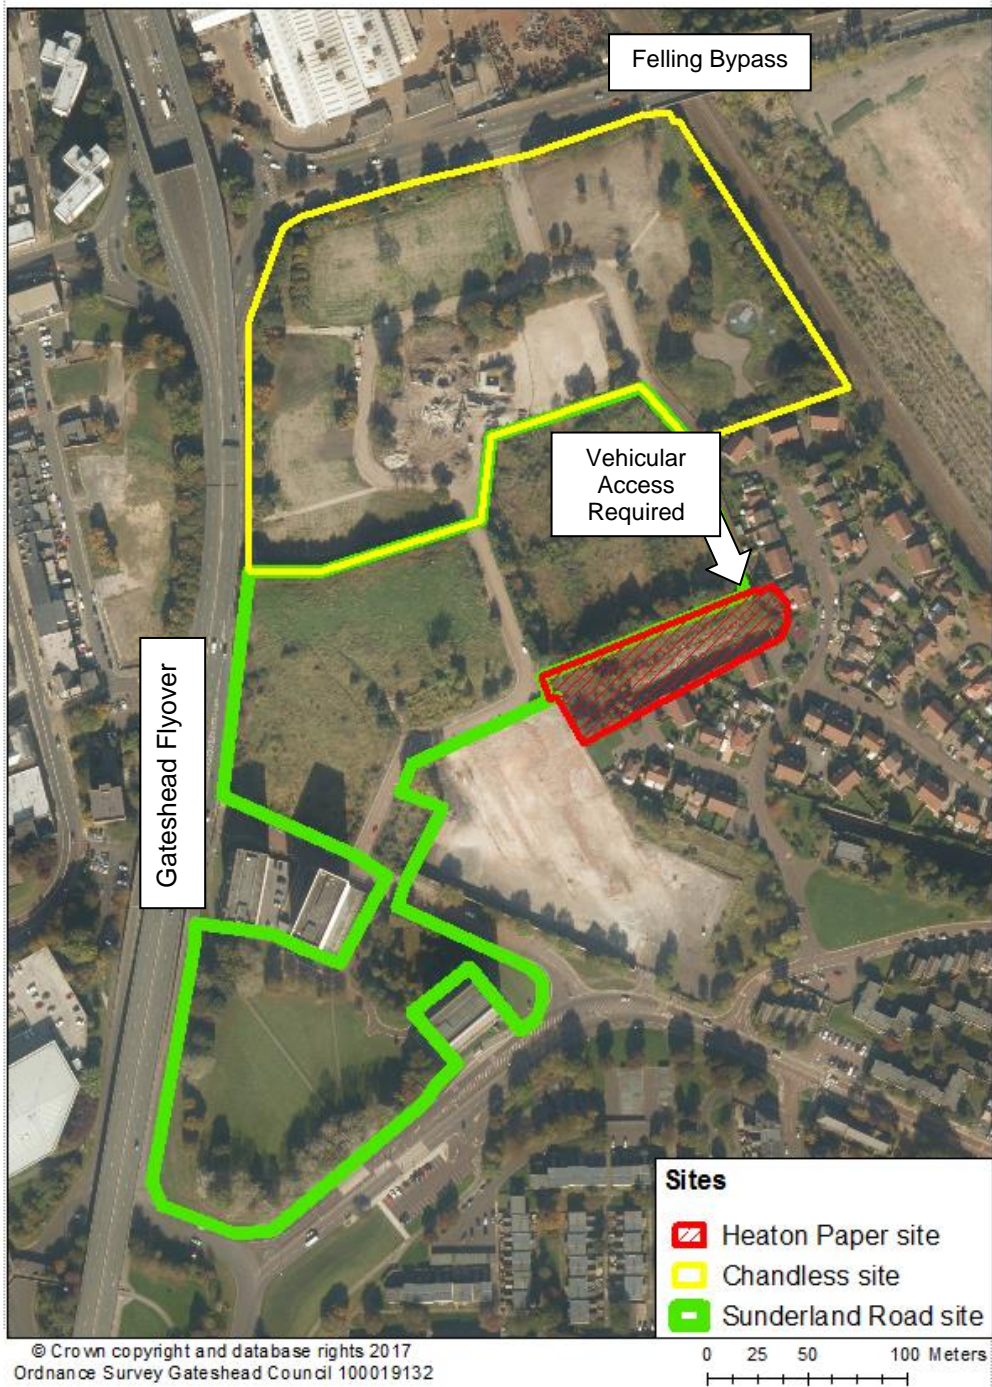 Felling Bypass
Vehicular
Access
Required
Gateshead Flyover
Sites
Heaton Paper site
Chandless site
Sunderland Road site
© Crown copyright and database rights 2017
Ordnance Survey Gateshead Council 100019132
0 25 50 100 Meters